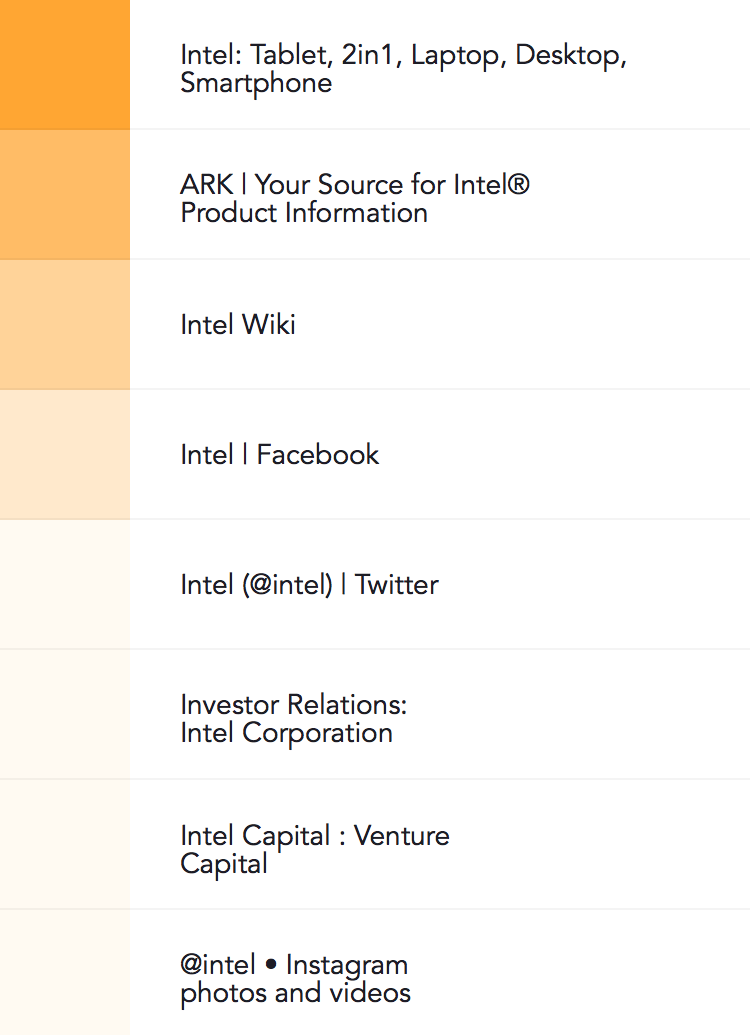 Intel: Tablet, 2in1, Laptop, Desktop,
Smartphone
ARK | Your Source for Intel®
Product Information
Intel Wiki
Intel | Facebook
Intel (@intel) | Twitter
Investor Relations:
Intel Corporation
Intel Capital : Venture
Capital
@intel • Instagram
photos and videos